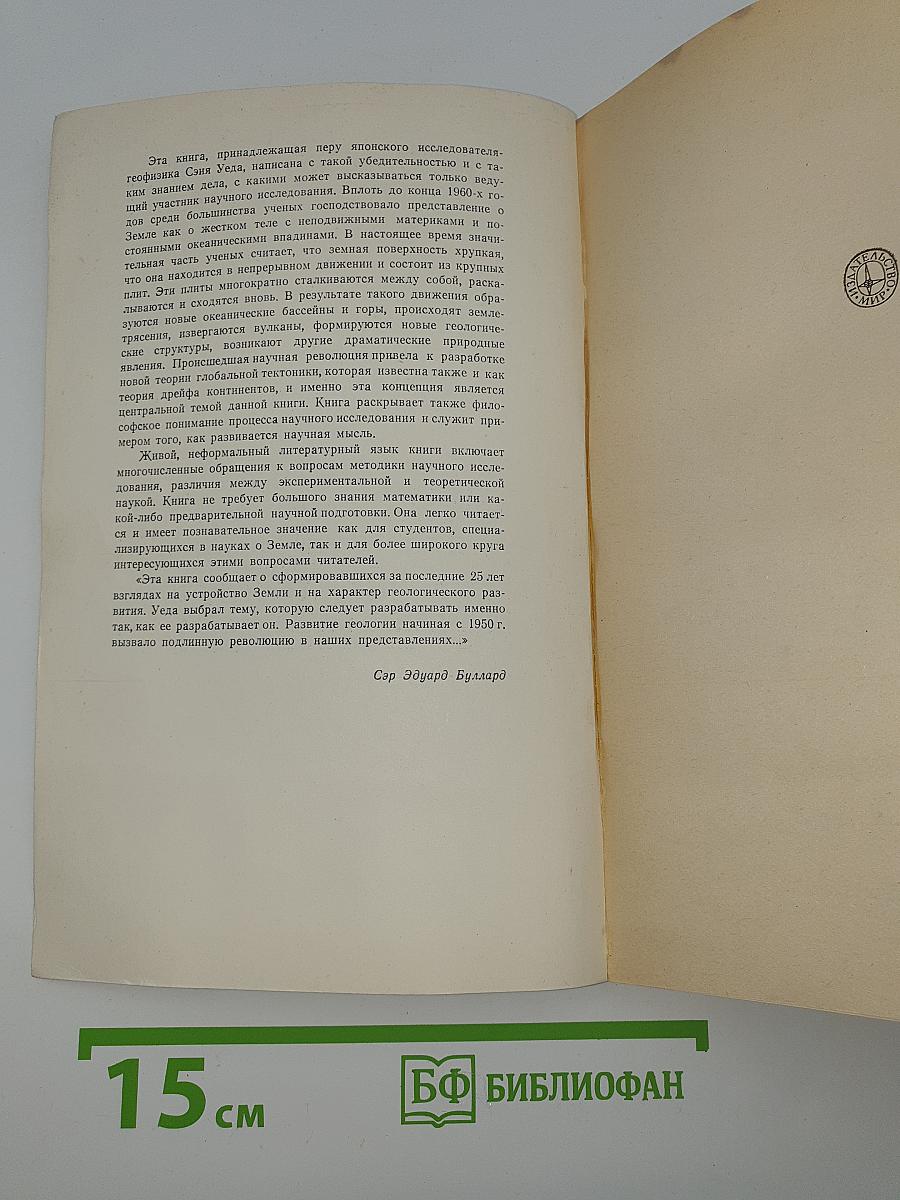 Эта книга, принадлежащая перу японского исследователя-
геофизика Сэия Уеда, написана с такой убедительностью и с та-
ким знанием дела, с какими может высказываться только веду-
щий участник научного исследования. Вплоть до конца 1960-х го-
дов среди большинства ученых господствовало представление о
Земле как о жестком теле с неподвижными материками и по-
стоянными океаническими впадинами. В настоящее время значи-
тельная часть ученых считает, что земная поверхность хрупкая,
что она находится в непрерывном движении и состоит из крупных
плит. Эти плиты многократно сталкиваются между собой, раска-
лываются и сходятся вновь. В результате такого движения обра-
зуются новые океанические бассейны и горы, происходят земле-
трясения, извергаются вулканы, формируются новые геологиче-
ские структуры, возникают другие драматические природные
явления. Происшедшая научная революция привела к разработке
новой теории глобальной тектоники, которая известна также и как
теория дрейфа континентов, и именно эта концепция является
центральной темой данной книги. Книга раскрывает также фило-
софское понимание процесса научного исследования и служит при-
мером того, как развивается научная мысль.
Живой, неформальный литературный язык книги включает
многочисленные обращения к вопросам методики научного иссле-
дования, различия между экспериментальной и теоретической
наукой. Книга не требует большого знания математики или ка-
кой-либо предварительной научной подготовки. Она легко читает-
ся и имеет познавательное значение как для студентов, специа-
лизирующихся в науках о Земле, так и для более широкого круга
интересующихся этими вопросами читателей.
«Эта книга сообщает о сформировавшихся за последние 25 лет
взглядах на устройство Земли и на характер геологического раз-
вития. Уеда выбрал тему, которую следует разрабатывать именно
так, как ее разрабатывает он. Развитие геологии начиная с 1950 г.
вызвало подлинную революцию в наших представлениях...»
Сэр Эдуард Буллард
ИЗДАТЕЛЬСТВО
МИР
15 см
БФ БИБЛИОФАН